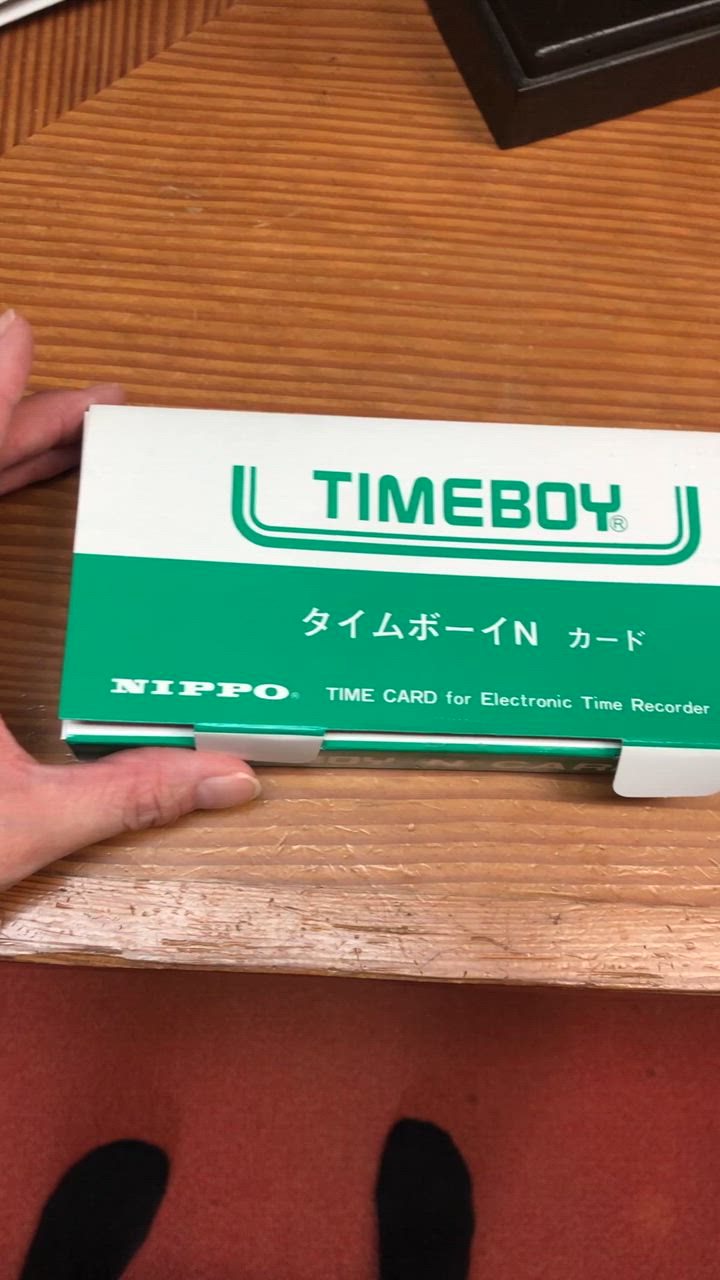 TIMEBOY®
タイムボーイN カード
NIPPO® TIME CARD for Electronic Time Recorder